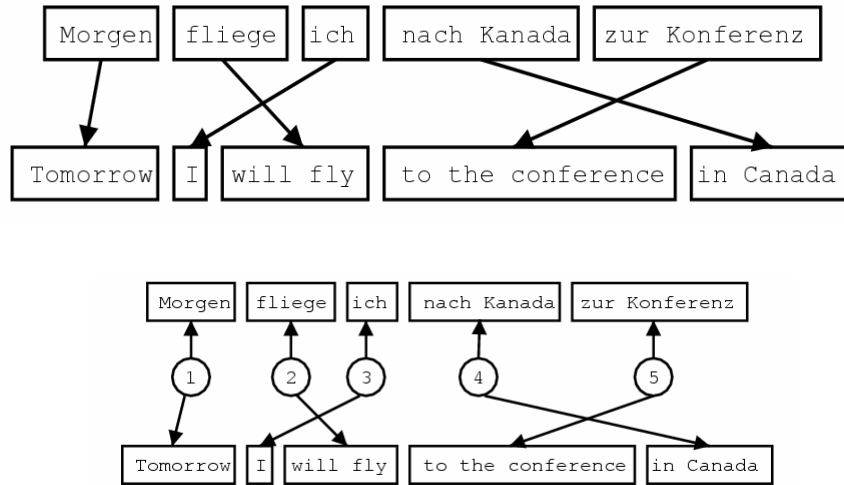 Morgen fliege ich nach Kanada zur Konferenz
Tomorrow I will fly to the conference in Canada
Morgen fliege ich nach Kanada zur Konferenz
1 2 3 4 5
Tomorrow I will fly to the conference in Canada